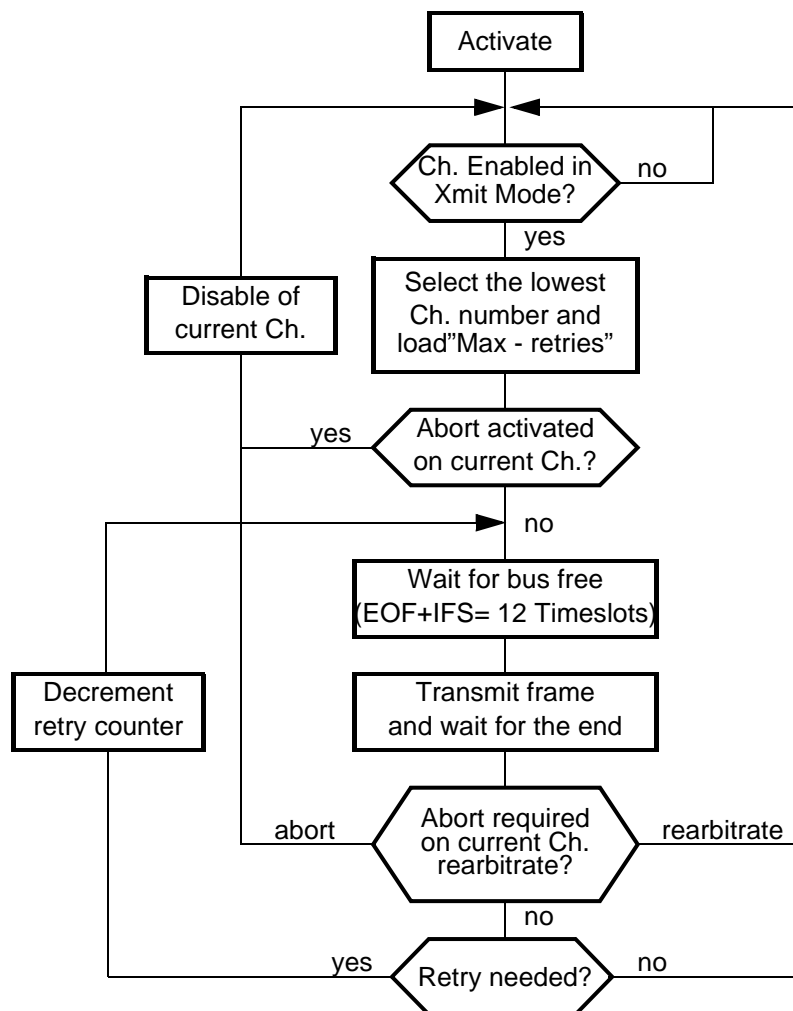 Activate
Ch. Enabled in
Xmit Mode?
no
yes
Disable of
current Ch.
Select the lowest
Ch. number and
load"Max - retries”
yes
Abort activated
on current Ch.?
no
Wait for bus free
(EOF+IFS= 12 Timeslots)
Decrement
retry counter
Transmit frame
and wait for the end
abort
Abort required
on current Ch.
rearbitrate?
rearbitrate
no
yes
Retry needed?
no